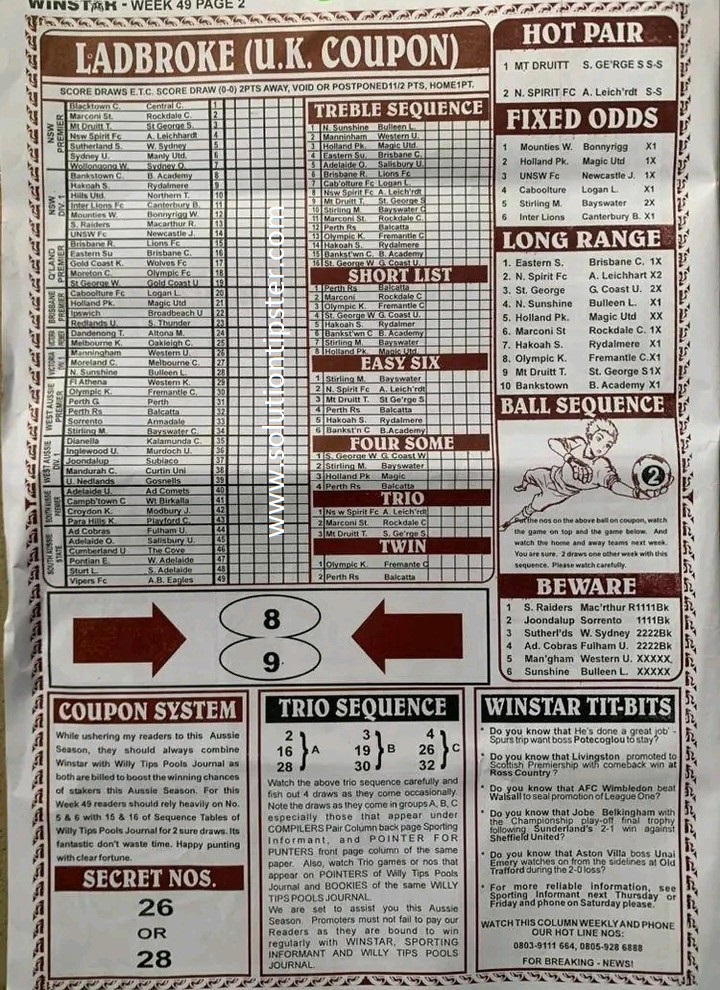 WINSTAR - WEEK 49 PAGE 2
LADBROKE (U.K. COUPON)
SCORE DRAWS E.T.C. SCORE DRAW (0-0) 2PTS AWAY, VOID OR POSTPONED11/2 PTS, HOME1PT.
NSW PREMIER
Blacktown C. Central C. 1
Marconi St. Rockdale C. 2
Mt Druitt T. St George S. 3
Nsw Spirit Fc A. Leichhardt 4
Sutherland S. W. Sydney 5
Sydney U. Manly Utd. 6
Wollongong W. Sydney O. 7
NSW DIV. 1
Bankstown C. B. Academy 8
Hakoah S. Rydalmere 9
Hills Utd. Northern T. 10
Inter Lions Fc Canterbury B. 11
Mounties W. Bonnyrigg W. 12
S. Raiders Macarthur R. 13
UNSW Fc Newcastle J. 14
Q'LAND PREMIER
Brisbane R. Lions Fc 15
Eastern Su Brisbane C. 16
Gold Coast K. Wolves Fc 17
Moreton C. Olympic Fc 18
St George W. Gold Coast U 19
BRISBANE PREMIER
Caboolture Fc Logan L. 20
Holland Pk. Magic Utd 21
Ipswich Broadbeach U 22
Redlands U. S. Thunder 23
Dandenong T. Altona M. 24
Melbourne K. Oakleigh C. 25
VICTORIA DIV. 1
Manningham Western U. 26
Moreland C. Melbourne C. 27
N. Sunshine Bulleen L. 28
WEST AUSSIE PREMIER
Fl Athena Western K. 29
Olympic K. Fremantle C. 30
Perth G Perth 31
Perth Rs Balcatta 32
Sorrento Armadale 33
Stirling M. Bayswater C. 34
WEST AUSSIE DIV. 1
Dianella Kalamunda C. 35
Inglewood U. Murdoch U. 36
Joondalup Subiaco 37
Mandurah C. Curtin Uni 38
U. Nedlands Gosnells 39
SOUTH AUSSIE PREMIER
Adelaide U. Ad Comets 40
Campb'town C Wt Birkalla 41
Croydon K. Modbury J. 42
Para Hills K. Playford C. 43
SOUTH AUSSIE STATE
Ad Cobras Fulham U. 44
Adelaide O. Salisbury U. 45
Cumberland U The Cove 46
Pontian E. W. Adelaide 47
Sturt L. S. Adelaide 48
Vipers Fc A.B. Eagles 49
TREBLE SEQUENCE
1 N. Sunshine Bulleen L.
2 Manninham Western U.
3 Holland Pk. Magic Utd.
4 Eastern Su. Brisbane C.
5 Adelaide O. Salisbury U.
6 Brisbane R. Lions Fc
7 Cab'olture Fc Logan L.
8 Nsw Spirit Fc A. Leich'rdt
9 Mt Druitt T. St. George S
10 Stirling M. Bayswater C
11 Marconi St. Rockdale C.
12 Perth Rs Balcatta
13 Olympic K. Fremantle C.
14 Hakoah S. Rydalmere
15 Banks'wn C. B. Academy
16 St. George W G. Coast U.
SHORT LIST
1 Perth Rs Balcatta
2 Marconi Rockdale C
3 Olympic K. Fremantle C
4 St. George W G. Coast U
5 Hakoah S. Rydalmer
6 Bankst'wn C B. Academy
7 Stirling M. Bayswater
8 Holland Pk. Magic Utd.
EASY SIX
1 Stirling M. Bayswater
2 N. Spirit Fc A. Leich'rdt
3 Mt Druitt T. St Ge'rge S.
4 Perth Rs Balcatta
5 Hakoah S. Rydalmere
6 Bankst'n C B.Academy
FOUR SOME
1 S. George W G. Coast W
2 Stirling M. Bayswater
3 Holland Pk Magic
4 Perth Rs Balcatta
TRIO
1 Ns w Spirit Fc A. Leich'rdt
2 Marconi St. Rockdale C
3 Mt Druitt T. S. Ge'rge S.
TWIN
1 Olympic K. Fremante C
2 Perth Rs Balcatta
www.solutiontipster.com
HOT PAIR
1 MT DRUITT S. GE'RGE S S-S
2 N. SPIRIT FC A. Leich'rdt S-S
FIXED ODDS
1 Mounties W. Bonnyrigg X1
2 Holland Pk. Magic Utd 1X
3 UNSW Fc Newcastle J. 1X
4 Caboolture Logan L. X1
5 Stirling M. Bayswater 2X
6 Inter Lions Canterbury B. X1
LONG RANGE
1. Eastern S. Brisbane C. 1X
2. N. Spirit Fc A. Leichhart X2
3. St. George G. Coast U. 2X
4. N. Sunshine Bulleen L. X1
5. Holland Pk. Magic Utd XX
6. Marconi St Rockdale C. 1X
7. Hakoah S. Rydalmere X1
8. Olympic K. Fremantle C.X1
9 Mt Druitt T. St. George S1X
10 Bankstown B. Academy X1
BALL SEQUENCE
2
Put the nos on the above ball on coupon, watch
the game on top and the game below. And
watch the home and away teams next week.
You are sure. 2 draws one other week with this
sequence. Please watch carefully.
BEWARE
1 S. Raiders Mac'thur R1111Bk
2 Joondalup Sorrento 1111Bk
3 Sutherl'ds W. Sydney 2222Bk
4 Ad. Cobras Fulham U. 2222Bk
5 Man'gham Western U. XXXXX,
6 Sunshine Bulleen L. XXXXX
8
9
COUPON SYSTEM
While ushering my readers to this Aussie
Season, they should always combine
Winstar with Willy Tips Pools Journal as
both are billed to boost the winning chances
of stakers this Aussie Season. For this
Week 49 readers should rely heavily on No.
5 & 6 with 15 & 16 of Sequence Tables of
Willy Tips Pools Journal for 2 sure draws. Its
fantastic don't waste time. Happy punting
with clear fortune.
SECRET NOS.
26
OR
28
TRIO SEQUENCE
2 3 4
16 A 19 B 26 C
28 30 32
Watch the above trio sequence carefully and
fish out 4 draws as they come occasionally.
Note the draws as they come in groups A, B, C
especially those that appear under
COMPILERS Pair Column back page Sporting
Informant, and POINTER FOR
PUNTERS front page column of the same
paper. Also, watch Trio games or nos that
appear on POINTERS of Willy Tips Pools
Journal and BOOKIES of the same WILLY
TIPS POOLS JOURNAL.
We are set to assist you this Aussie
Season. Promoters must not fail to pay our
Readers as they are bound to win
regularly with WINSTAR, SPORTING
INFORMANT AND WILLY TIPS POOLS
JOURNAL.
WINSTAR TIT-BITS
* Do you know that He's done a great job' -
Spurs trip want boss Potecoglou to stay?
* Do you know that Livingston promoted to
Scottish Premiership with comeback win at
Ross Country ?
* Do you know that AFC Wimbledon beat
Walsall to seal promotion of League One?
* Do you know that Jobe Belkingham with
the Championship play-off final trophy
following Sunderland's 2-1 win against
Sheffield United?
* Do you know that Aston Villa boss Unai
Emery watches on from the sidelines at Old
Trafford during the 2-0 loss?
* For more reliable information, see
Sporting Informant next Thursday or
Friday and phone on Saturday please.
WATCH THIS COLUMN WEEKLY AND PHONE
OUR HOT LINE NOS:
0803-9111 664, 0805-928 6888
FOR BREAKING - NEWS!